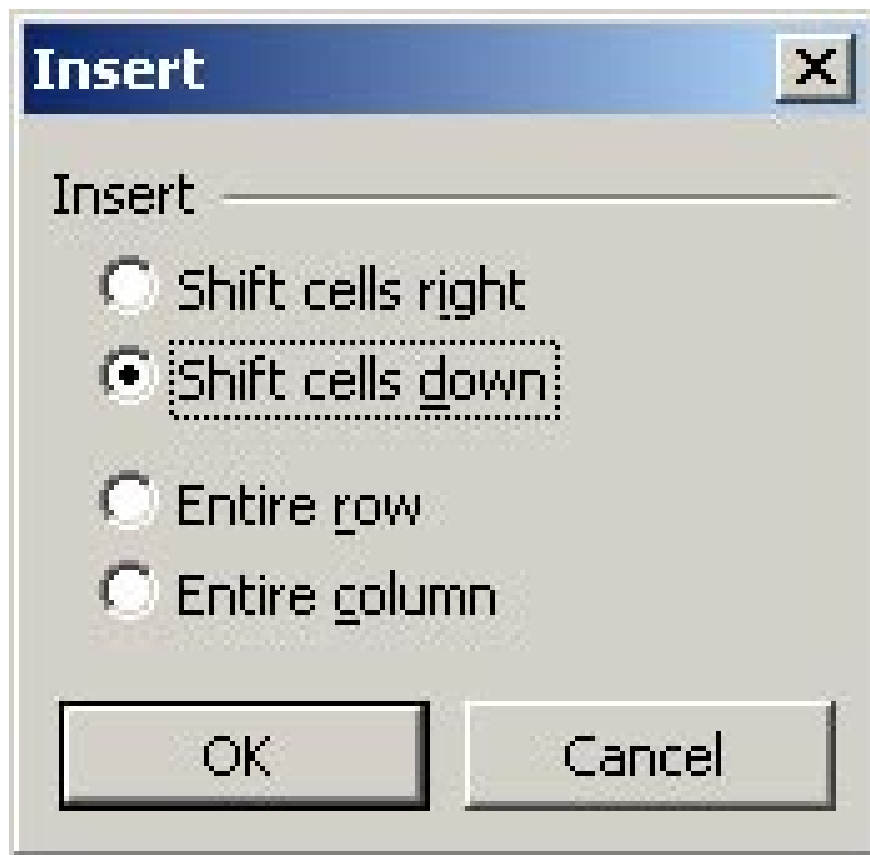 Insert
Insert
Shift cells right
Shift cells down
Entire row
Entire column
OK Cancel